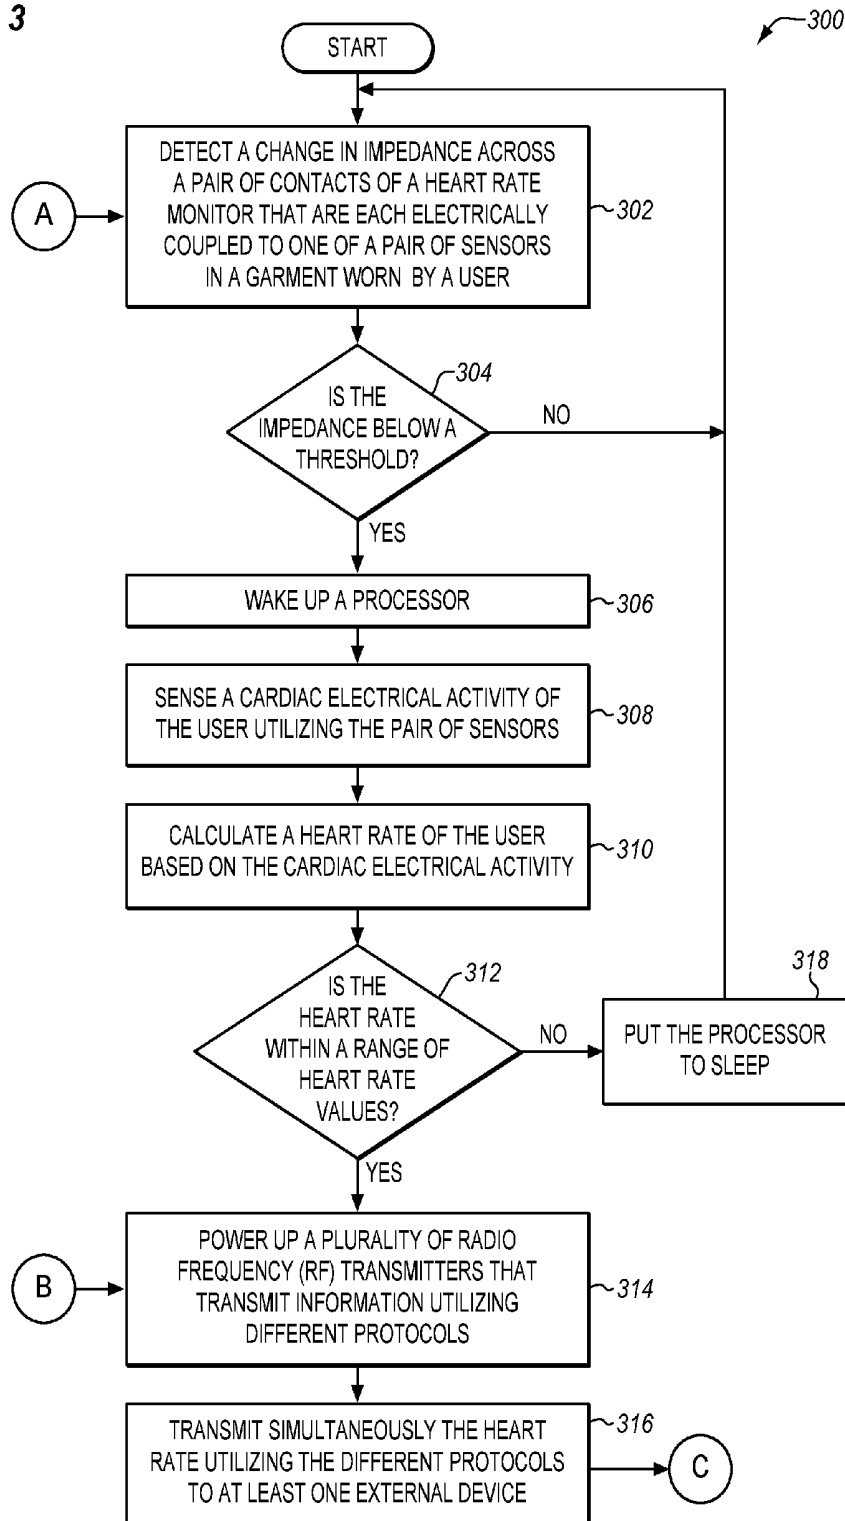 3
300
START
DETECT A CHANGE IN IMPEDANCE ACROSS
A PAIR OF CONTACTS OF A HEART RATE
MONITOR THAT ARE EACH ELECTRICALLY
COUPLED TO ONE OF A PAIR OF SENSORS
IN A GARMENT WORN BY A USER
302
A
304
IS THE
IMPEDANCE BELOW A
THRESHOLD?
NO
YES
WAKE UP A PROCESSOR
306
SENSE A CARDIAC ELECTRICAL ACTIVITY OF
THE USER UTILIZING THE PAIR OF SENSORS
308
CALCULATE A HEART RATE OF THE USER
BASED ON THE CARDIAC ELECTRICAL ACTIVITY
310
312
IS THE
HEART RATE
WITHIN A RANGE OF
HEART RATE
VALUES?
NO
318
PUT THE PROCESSOR
TO SLEEP
YES
B
POWER UP A PLURALITY OF RADIO
FREQUENCY (RF) TRANSMITTERS THAT
TRANSMIT INFORMATION UTILIZING
DIFFERENT PROTOCOLS
314
TRANSMIT SIMULTANEOUSLY THE HEART
RATE UTILIZING THE DIFFERENT PROTOCOLS
TO AT LEAST ONE EXTERNAL DEVICE
316
C